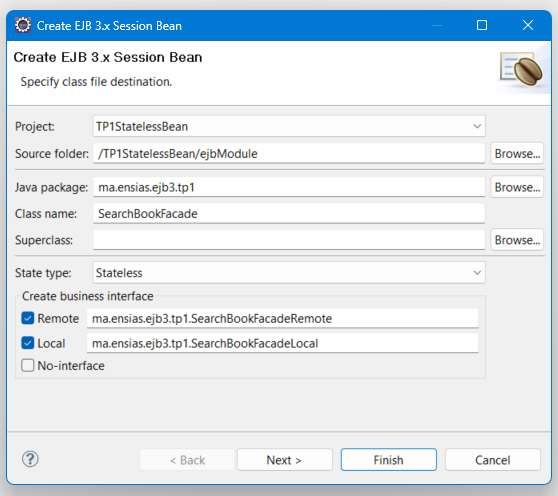 Create EJB 3.x Session Bean
Create EJB 3.x Session Bean
Specify class file destination.
Project: TP1StatelessBean
Source folder: /TP1StatelessBean/ejbModule Browse...
Java package: ma.ensias.ejb3.tp1 Browse...
Class name: SearchBookFacade
Superclass: Browse...
State type: Stateless
Create business interface
Remote ma.ensias.ejb3.tp1.SearchBookFacadeRemote
Local ma.ensias.ejb3.tp1.SearchBookFacadeLocal
No-interface
? < Back Next > Finish Cancel